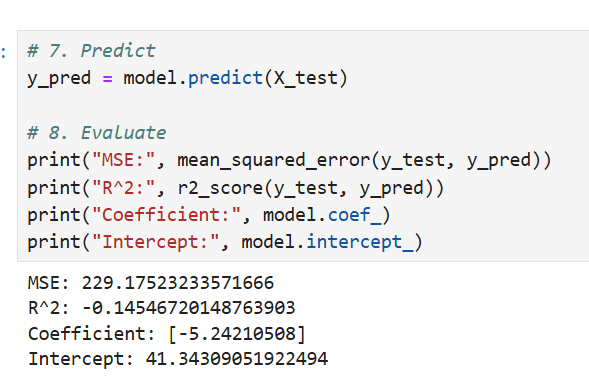 :
# 7. Predict
y_pred = model.predict(X_test)
# 8. Evaluate
print("MSE:", mean_squared_error(y_test, y_pred))
print("R^2:", r2_score(y_test, y_pred))
print("Coefficient:", model.coef_)
print("Intercept:", model.intercept_)
MSE: 229.17523233571666
R^2: -0.14546720148763903
Coefficient: [-5.24210508]
Intercept: 41.34309051922494